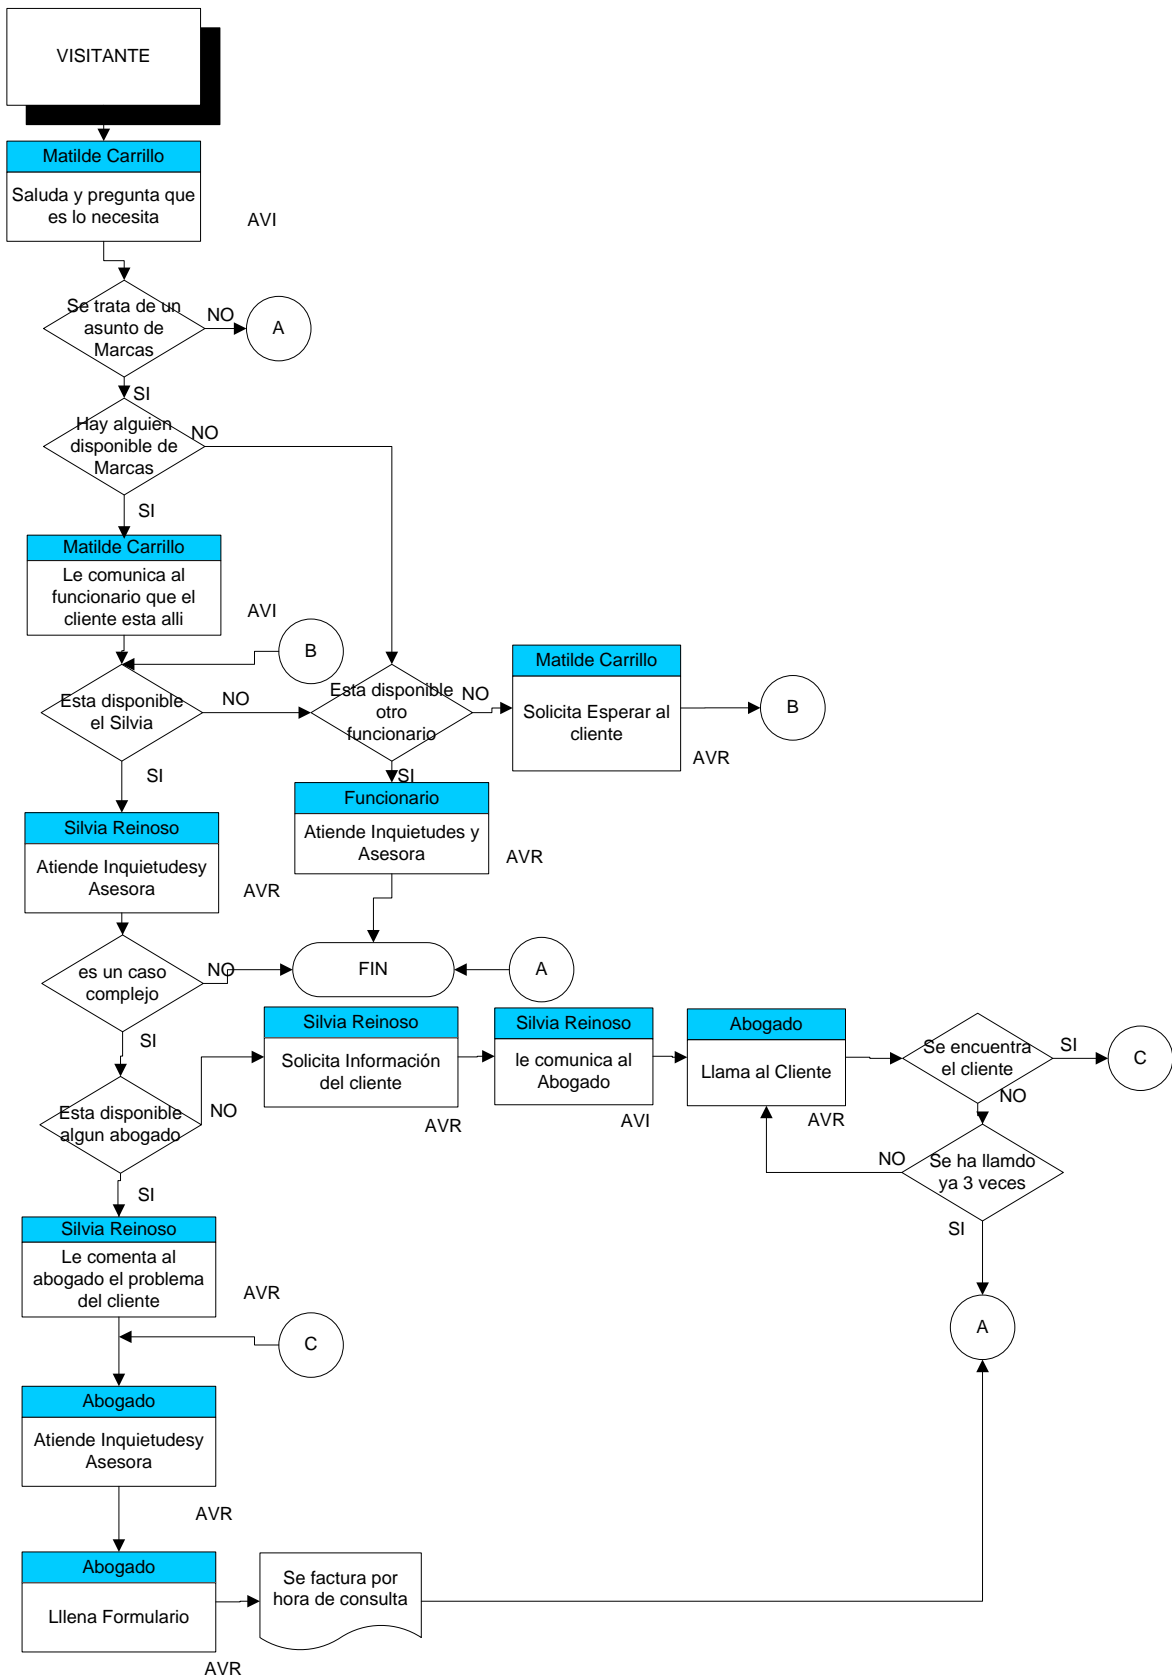 VISITANTE
Matilde Carrillo
Saluda y pregunta que
es lo necesita
AVI
Se trata de un
asunto de
Marcas
NO
A
SI
Hay alguien
disponible de
Marcas
NO
SI
Matilde Carrillo
Le comunica al
funcionario que el
cliente esta alli
AVI
B
Esta disponible
el Silvia
NO
Esta disponible
otro
funcionario
NO
Matilde Carrillo
Solicita Esperar al
cliente
AVR
B
SI
SI
Silvia Reinoso
Atiende Inquietudesy
Asesora
AVR
Funcionario
Atiende Inquietudes y
Asesora
AVR
es un caso
complejo
NO
FIN
A
SI
Esta disponible
algun abogado
NO
Silvia Reinoso
Solicita Información
del cliente
AVR
Silvia Reinoso
le comunica al
Abogado
AVI
Abogado
Llama al Cliente
AVR
Se encuentra
el cliente
SI
C
NO
Se ha llamdo
ya 3 veces
NO
SI
A
SI
Silvia Reinoso
Le comenta al
abogado el problema
del cliente
AVR
C
Abogado
Atiende Inquietudesy
Asesora
AVR
Abogado
Lllena Formulario
AVR
Se factura por
hora de consulta